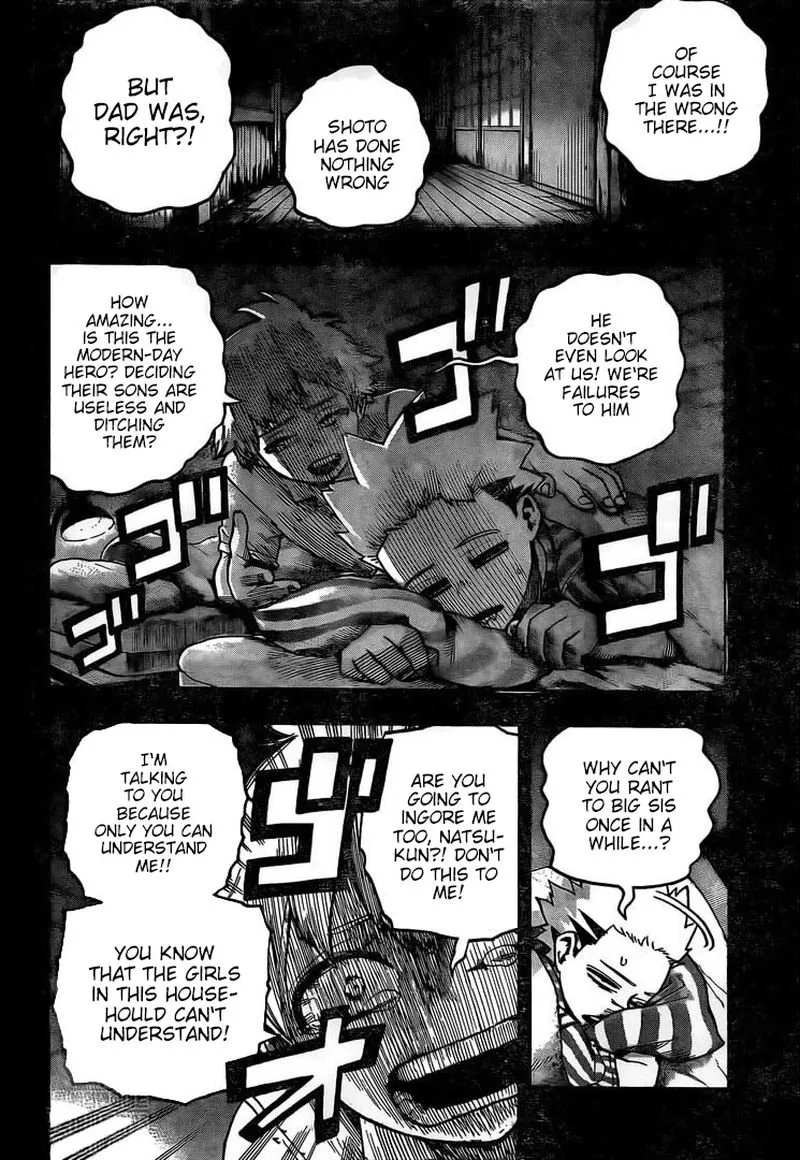 OF
COURSE
I WAS IN
THE WRONG
THERE...!!
SHOTO
HAS DONE
NOTHING
WRONG
BUT
DAD WAS,
RIGHT?!
HE
DOESN'T
EVEN LOOK
AT US! WE'RE
FAILURES
TO HIM
HOW
AMAZING...
IS THIS THE
MODERN-DAY
HERO? DECIDING
THEIR SONS ARE
USELESS AND
DITCHING
THEM?
ゴ
ゴ
ゴ
ゴ
WHY CAN'T
YOU RANT
TO BIG SIS
ONCE IN A
WHILE...?
ARE YOU
GOING TO
INGORE ME
TOO, NATSU-
KUN?! DON'T
DO THIS TO
ME!
I'M
TALKING
TO YOU
BECAUSE
ONLY YOU CAN
UNDERSTAND
ME!!
YOU KNOW
THAT THE GIRLS
IN THIS HOUSE-
HOULD CAN'T
UNDERSTAND!
ゴ
オ